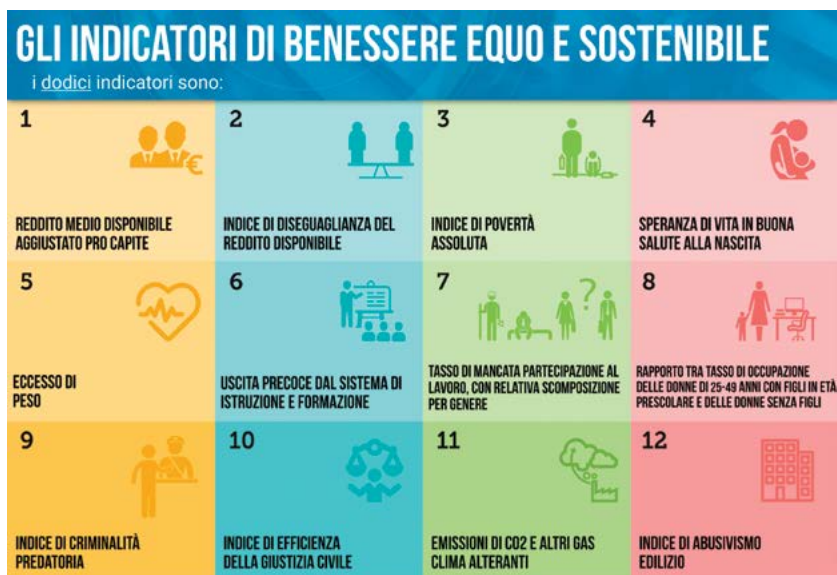 GLI INDICATORI DI BENESSERE EQUO E SOSTENIBILE
i dodici indicatori sono:
1
REDDITO MEDIO DISPONIBILE
AGGIUSTATO PRO CAPITE
2
INDICE DI DISEGUAGLIANZA DEL
REDDITO DISPONIBILE
3
INDICE DI POVERTÀ
ASSOLUTA
4
SPERANZA DI VITA IN BUONA
SALUTE ALLA NASCITA
5
ECCESSO DI
PESO
6
USCITA PRECOCE DAL SISTEMA DI
ISTRUZIONE E FORMAZIONE
7
?
TASSO DI MANCATA PARTECIPAZIONE AL
LAVORO, CON RELATIVA SCOMPOSIZIONE
PER GENERE
8
RAPPORTO TRA TASSO DI OCCUPAZIONE
DELLE DONNE DI 25-49 ANNI CON FIGLI IN ETÀ
PRESCOLARE E DELLE DONNE SENZA FIGLI
9
INDICE DI CRIMINALITÀ
PREDATORIA
10
INDICE DI EFFICIENZA
DELLA GIUSTIZIA CIVILE
11
EMISSIONI DI CO2 E ALTRI GAS
CLIMA ALTERANTI
12
INDICE DI ABUSIVISMO
EDILIZIO